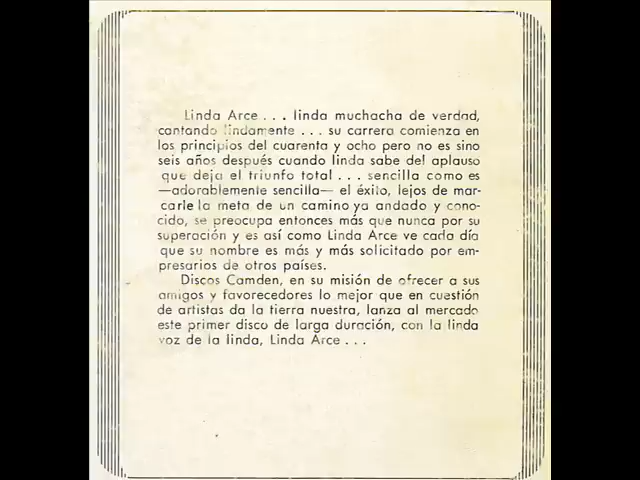 Linda Arce . . . linda muchacha de verdad,
cantando lindamente . . . su carrera comienza en
los principios del cuarenta y ocho pero no es sino
seis años después cuando linda sabe del aplauso
que deja el triunfo total . . . sencilla como es
—adorablemente sencilla— el éxito, lejos de mar-
carle la meta de un camino ya andado y cono-
cido, se preocupa entonces más que nunca por su
superación y es así como Linda Arce ve cada día
que su nombre es más y más solicitado por em-
presarios de otros países.
Discos Camden, en su misión de ofrecer a sus
amigos y favorecedores lo mejor que en cuestión
de artistas da la tierra nuestra, lanza al mercado
este primer disco de larga duración, con la linda
voz de la linda, Linda Arce . . .